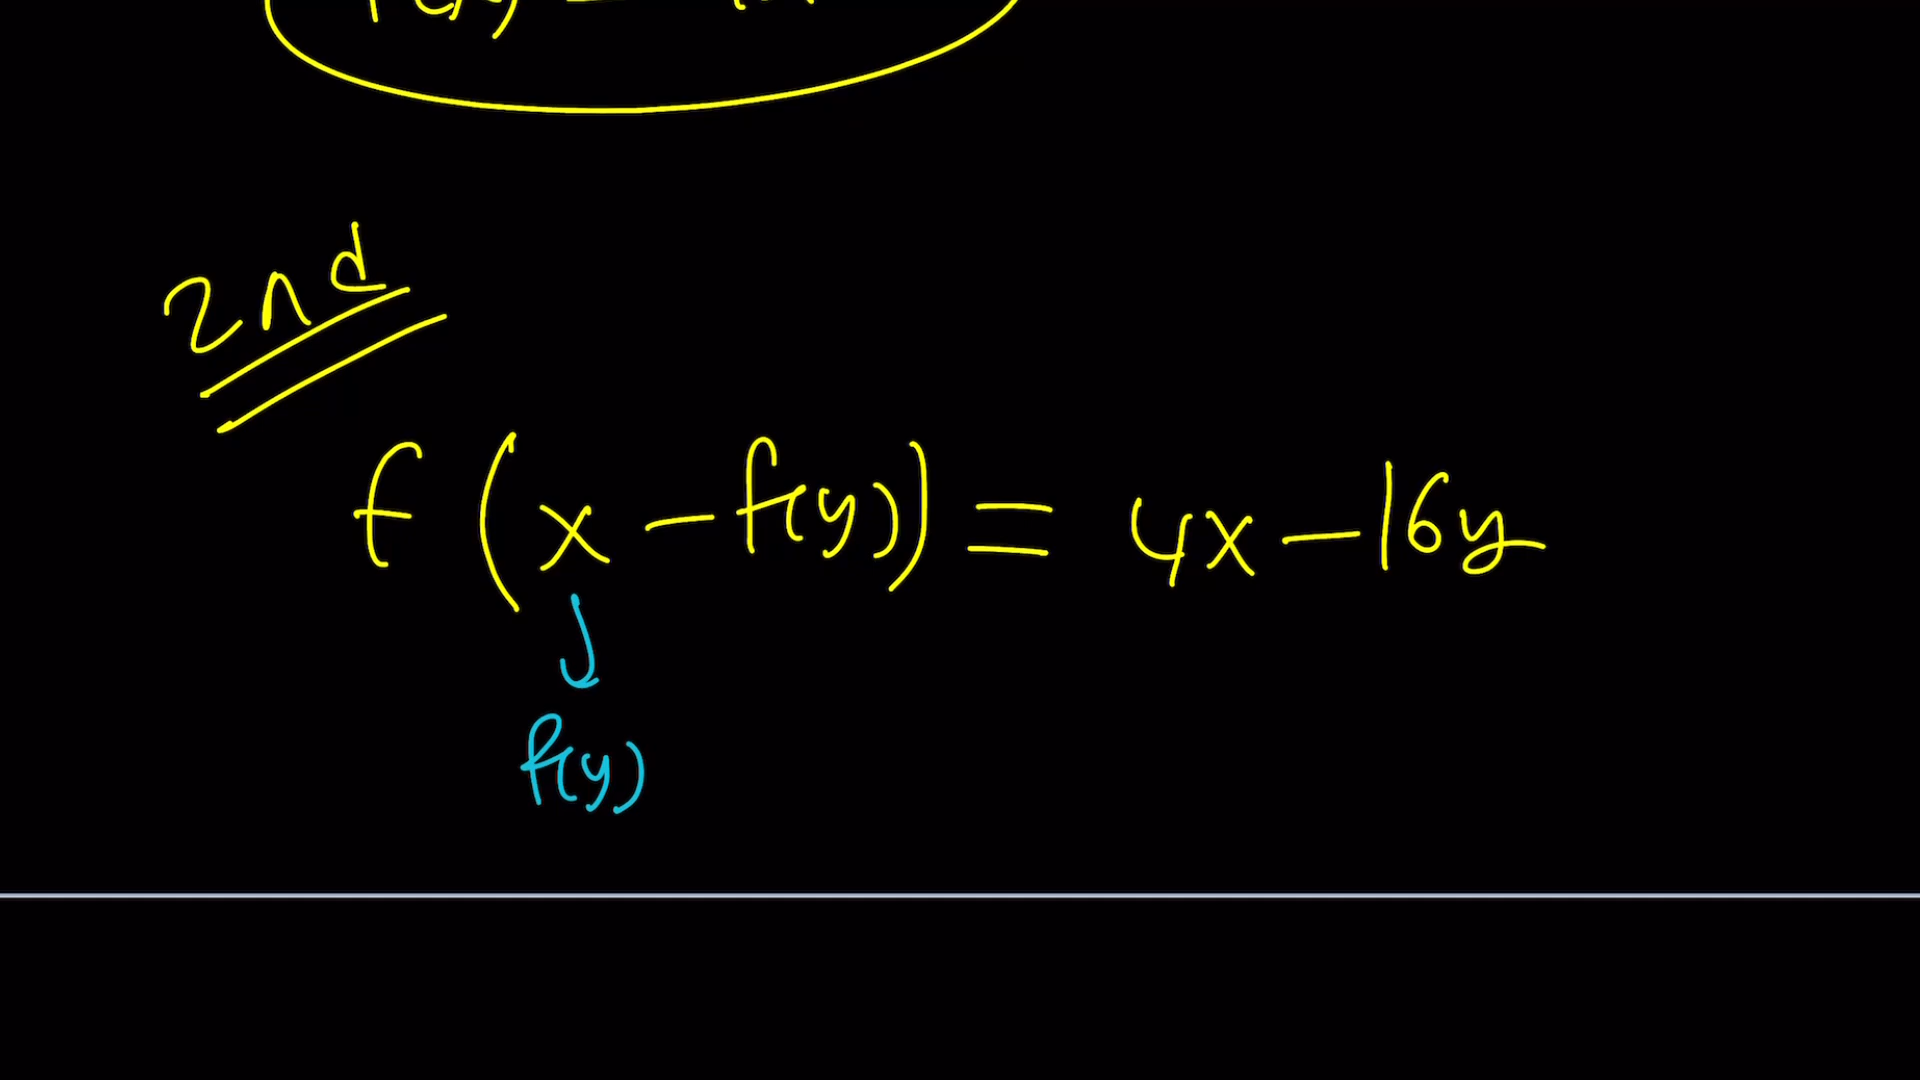 2nd
f(x-f(y)) = 4x-16y
f(y)